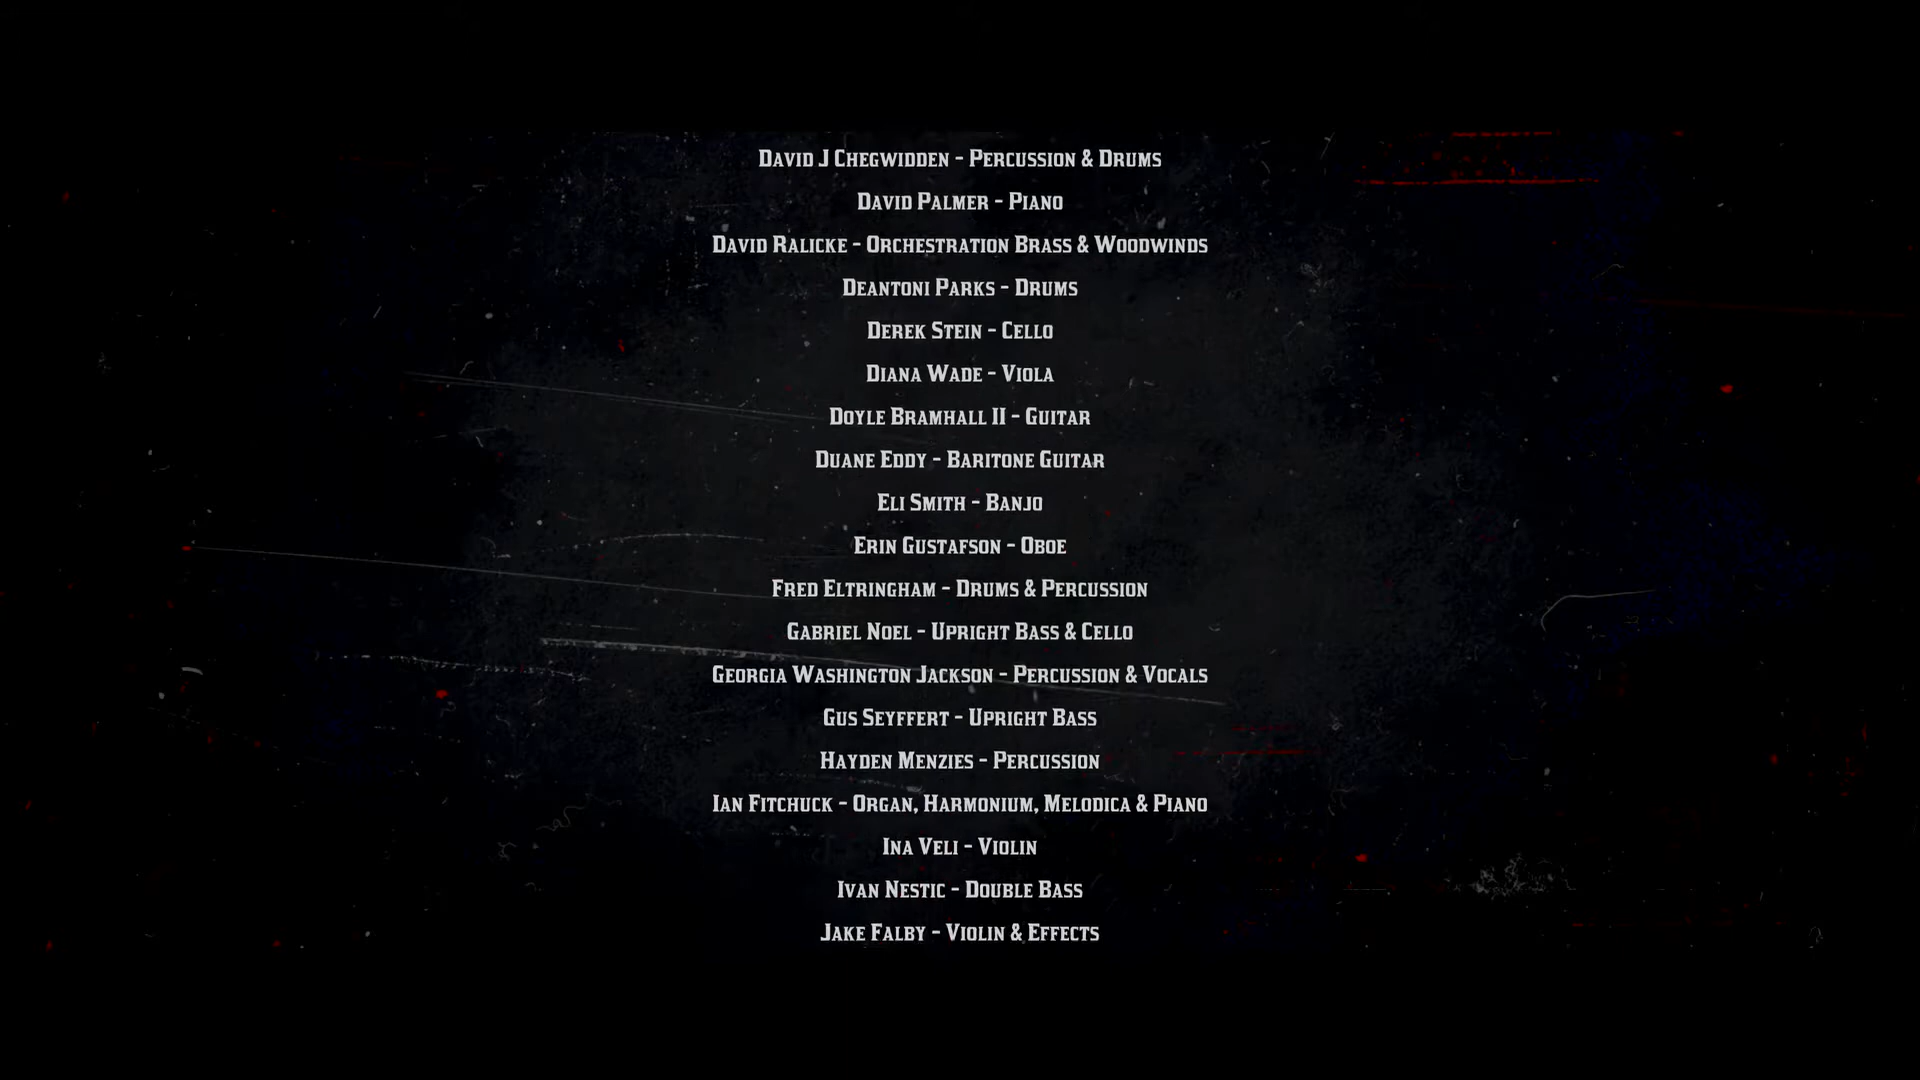 David J Chegwidden - Percussion & Drums
David Palmer - Piano
David Ralicke - Orchestration Brass & Woodwinds
Deantoni Parks - Drums
Derek Stein - Cello
Diana Wade - Viola
Doyle Bramhall II - Guitar
Duane Eddy - Baritone Guitar
Eli Smith - Banjo
Erin Gustafson - Oboe
Fred Eltringham - Drums & Percussion
Gabriel Noel - Upright Bass & Cello
Georgia Washington Jackson - Percussion & Vocals
Gus Seyffert - Upright Bass
Hayden Menzies - Percussion
Ian Fitchuck - Organ, Harmonium, Melodica & Piano
Ina Veli - Violin
Ivan Nestic - Double Bass
Jake Falby - Violin & Effects